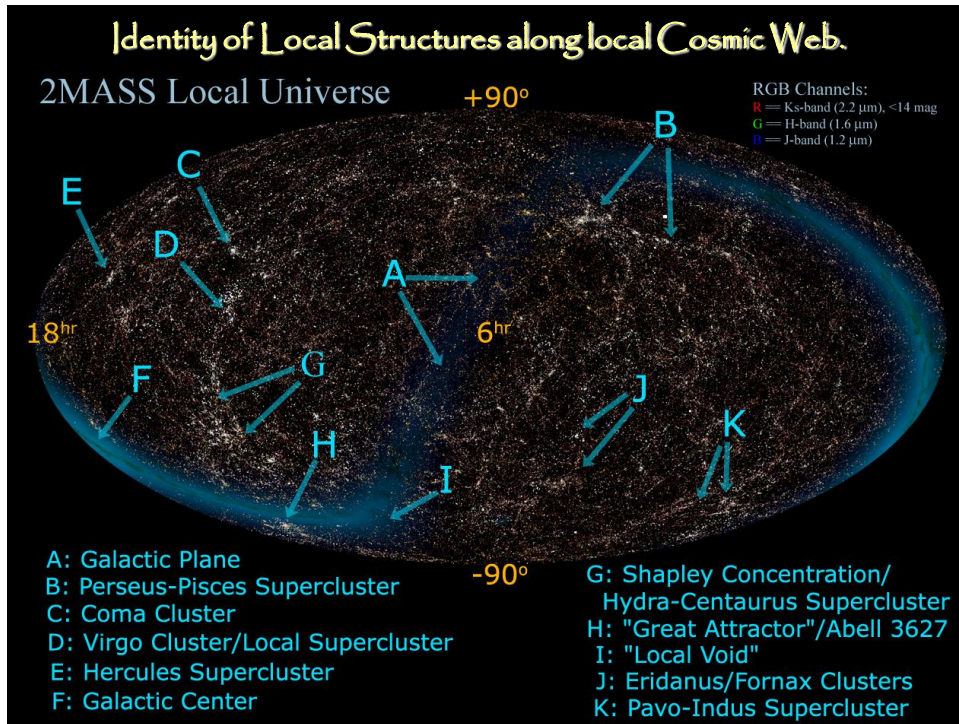 Identity of Local Structures along local Cosmic Web.
2MASS Local Universe
+90°
RGB Channels:
R == Ks-band (2.2 μm), <14 mag
G == H-band (1.6 μm)
B == J-band (1.2 μm)
B
C
E
D
A
18hr
6hr
G
F
J
K
H
I
-90°
A: Galactic Plane
B: Perseus-Pisces Supercluster
C: Coma Cluster
D: Virgo Cluster/Local Supercluster
E: Hercules Supercluster
F: Galactic Center
G: Shapley Concentration/
Hydra-Centaurus Supercluster
H: "Great Attractor"/Abell 3627
I: "Local Void"
J: Eridanus/Fornax Clusters
K: Pavo-Indus Supercluster